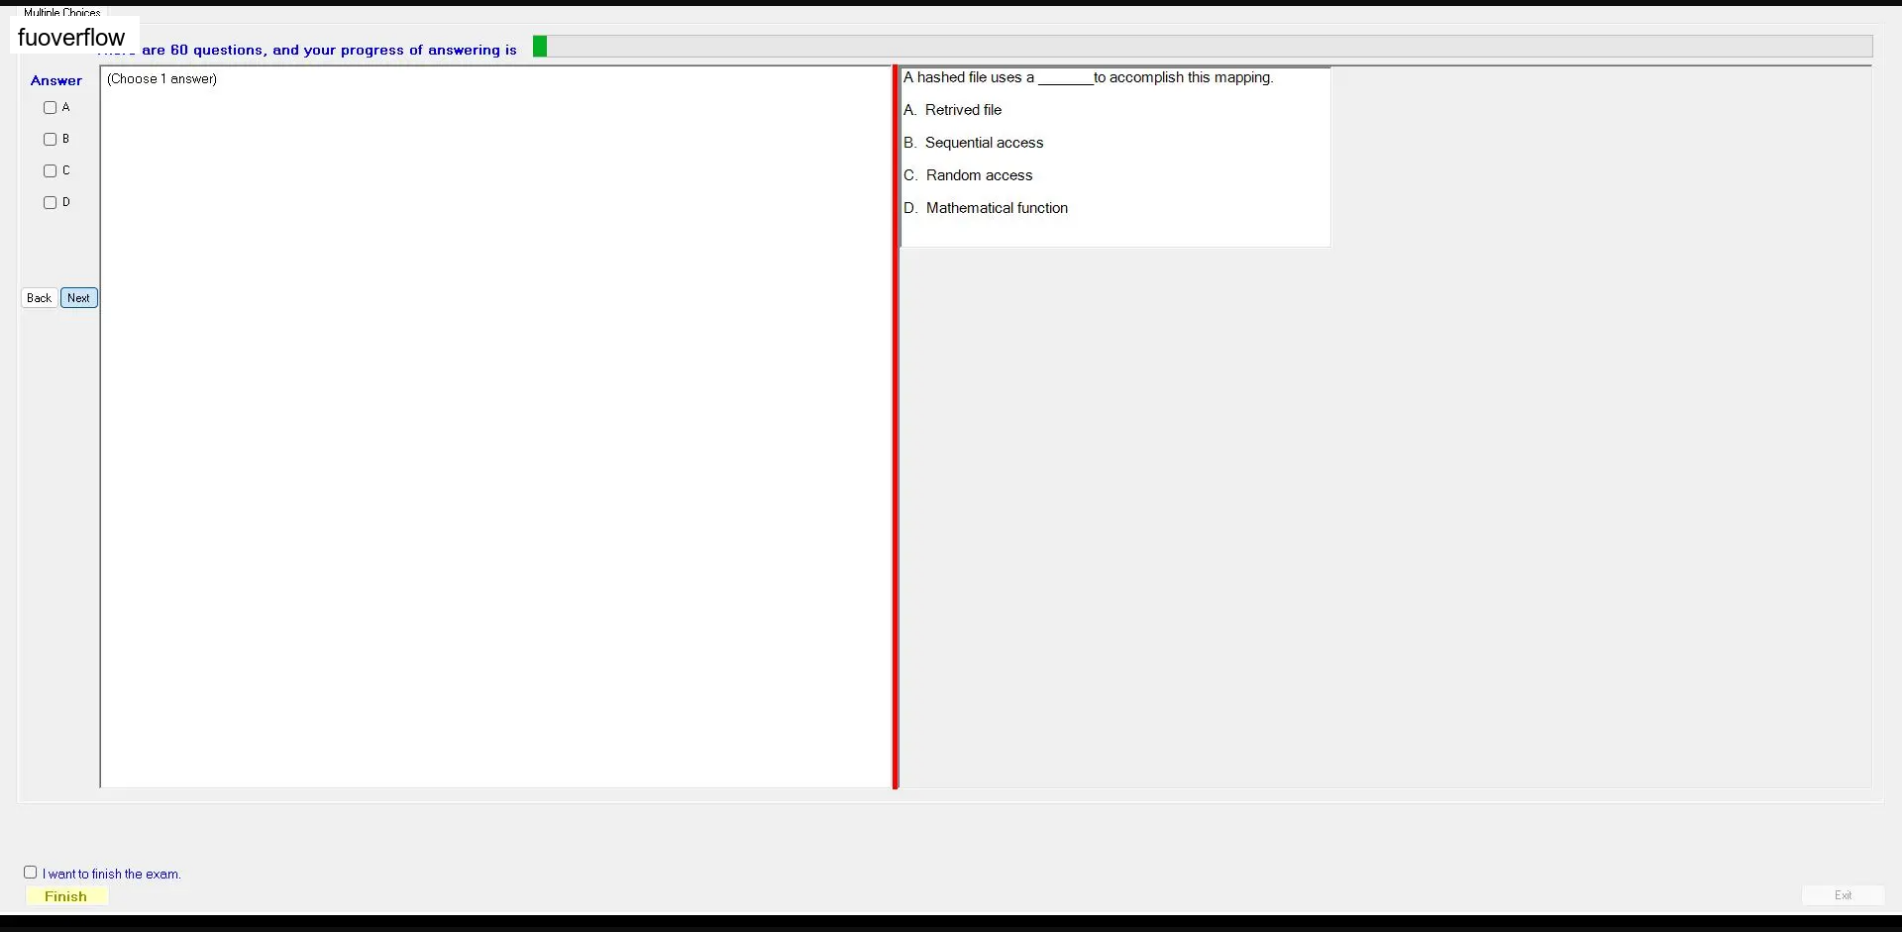 Multiple Choices
fuoverflow
are 60 questions, and your progress of answering is
Answer
(Choose 1 answer)
A
B
C
D
Back Next
A hashed file uses a _______to accomplish this mapping.
A. Retrived file
B. Sequential access
C. Random access
D. Mathematical function
I want to finish the exam.
Finish
Exit